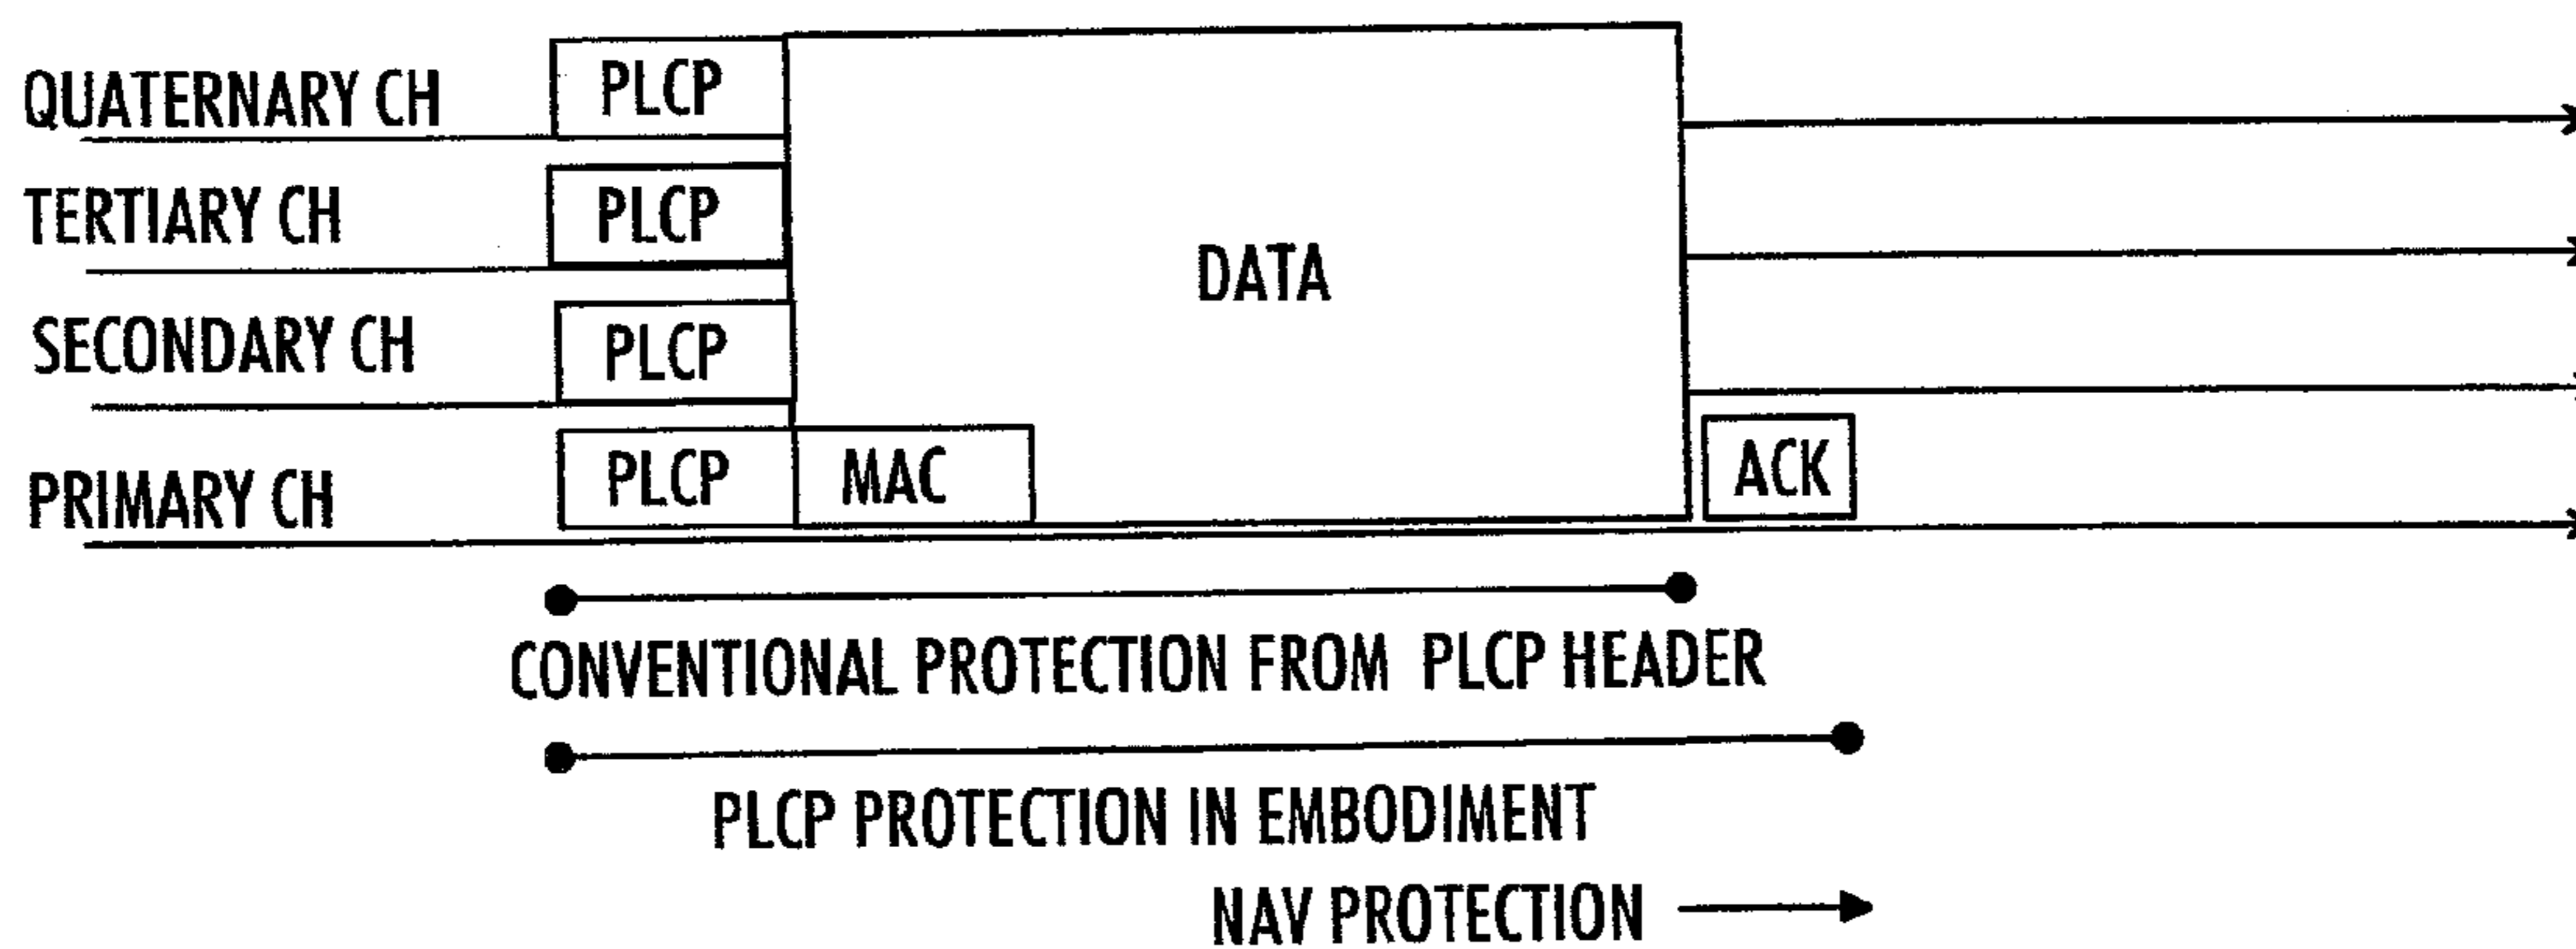 QUATERNARY CH PLCP
TERTIARY CH PLCP
DATA
SECONDARY CH PLCP
PRIMARY CH PLCP MAC ACK
CONVENTIONAL PROTECTION FROM PLCP HEADER
PLCP PROTECTION IN EMBODIMENT
NAV PROTECTION